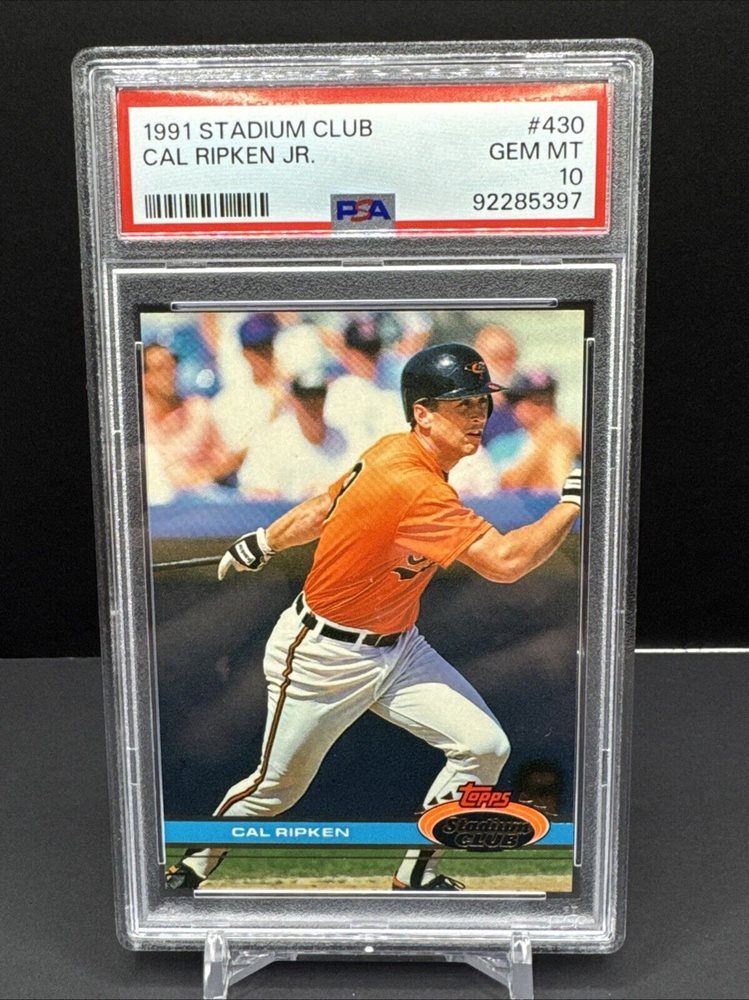 1991 STADIUM CLUB #430
CAL RIPKEN JR. GEM MT
10
PSA 92285397
CAL RIPKEN
Topps
Stadium
CLUB